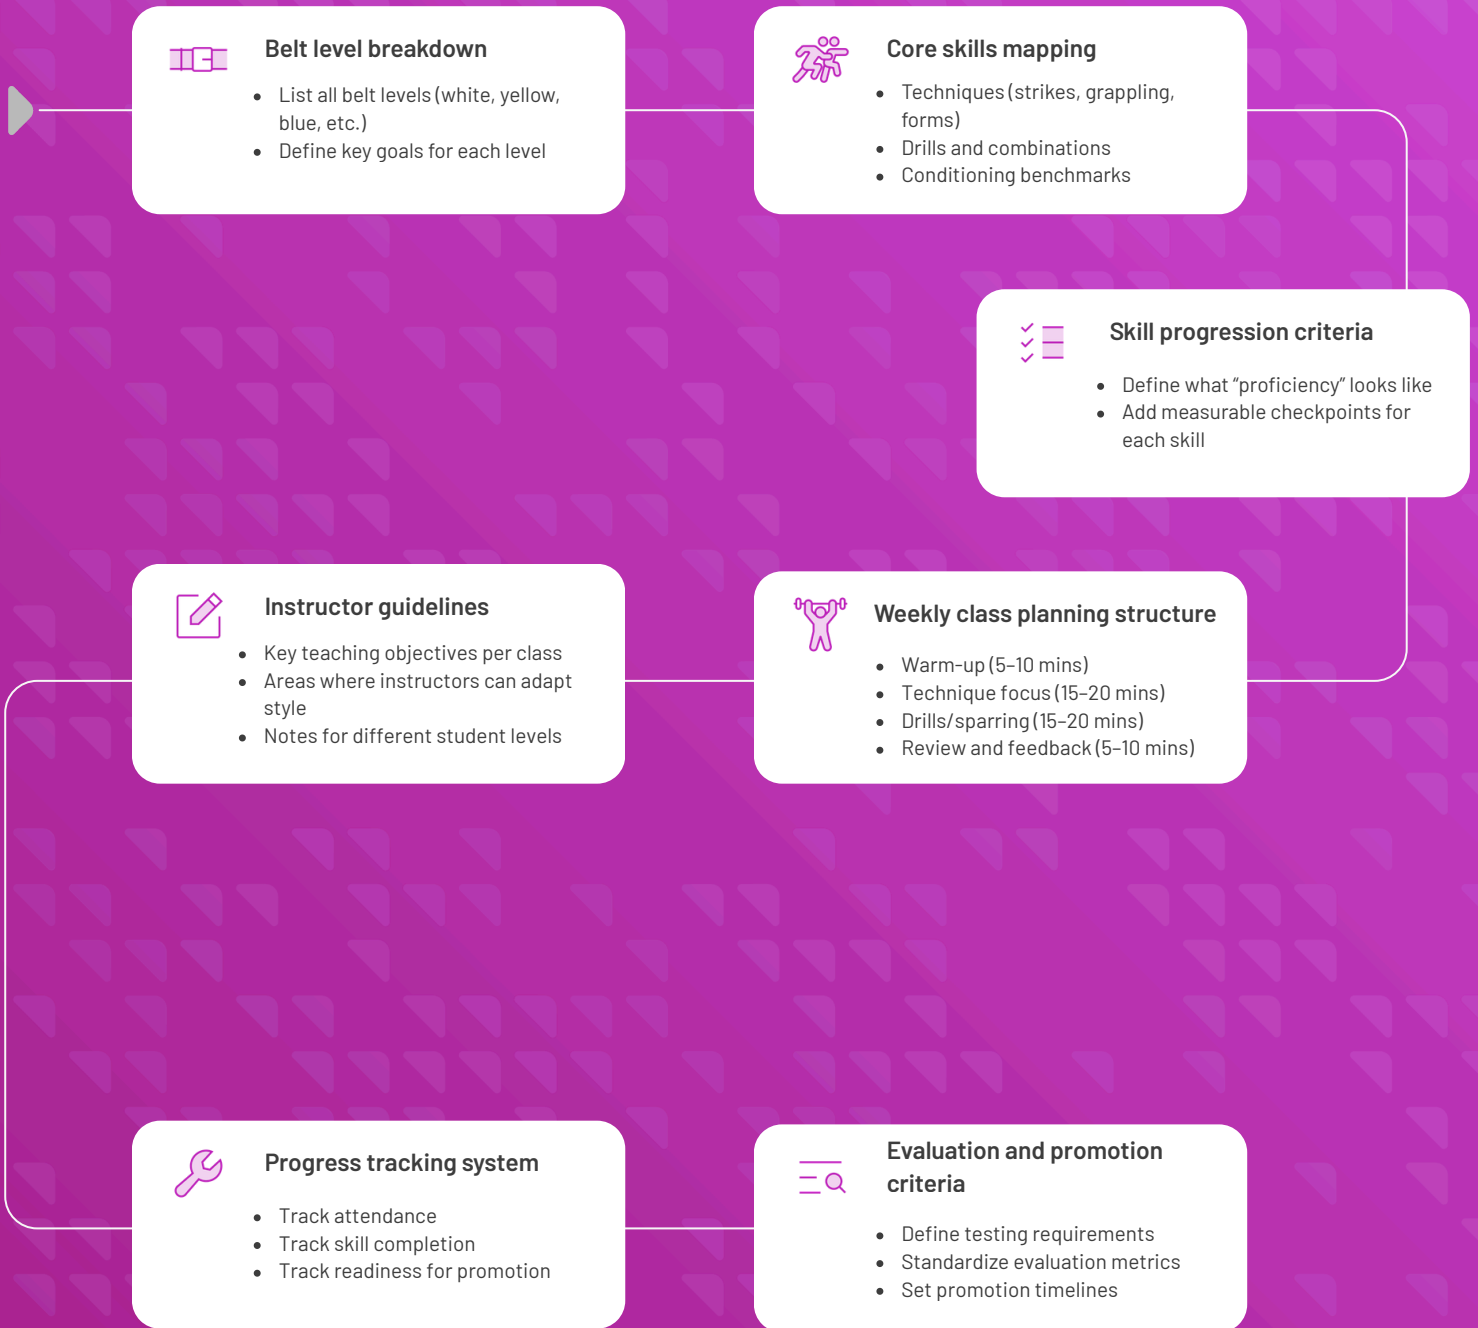 Belt level breakdown
• List all belt levels (white, yellow,
blue, etc.)
• Define key goals for each level
Core skills mapping
• Techniques (strikes, grappling,
forms)
• Drills and combinations
• Conditioning benchmarks
Skill progression criteria
• Define what “proficiency” looks like
• Add measurable checkpoints for
each skill
Weekly class planning structure
• Warm-up (5–10 mins)
• Technique focus (15–20 mins)
• Drills/sparring (15–20 mins)
• Review and feedback (5–10 mins)
Instructor guidelines
• Key teaching objectives per class
• Areas where instructors can adapt
style
• Notes for different student levels
Progress tracking system
• Track attendance
• Track skill completion
• Track readiness for promotion
Evaluation and promotion
criteria
• Define testing requirements
• Standardize evaluation metrics
• Set promotion timelines